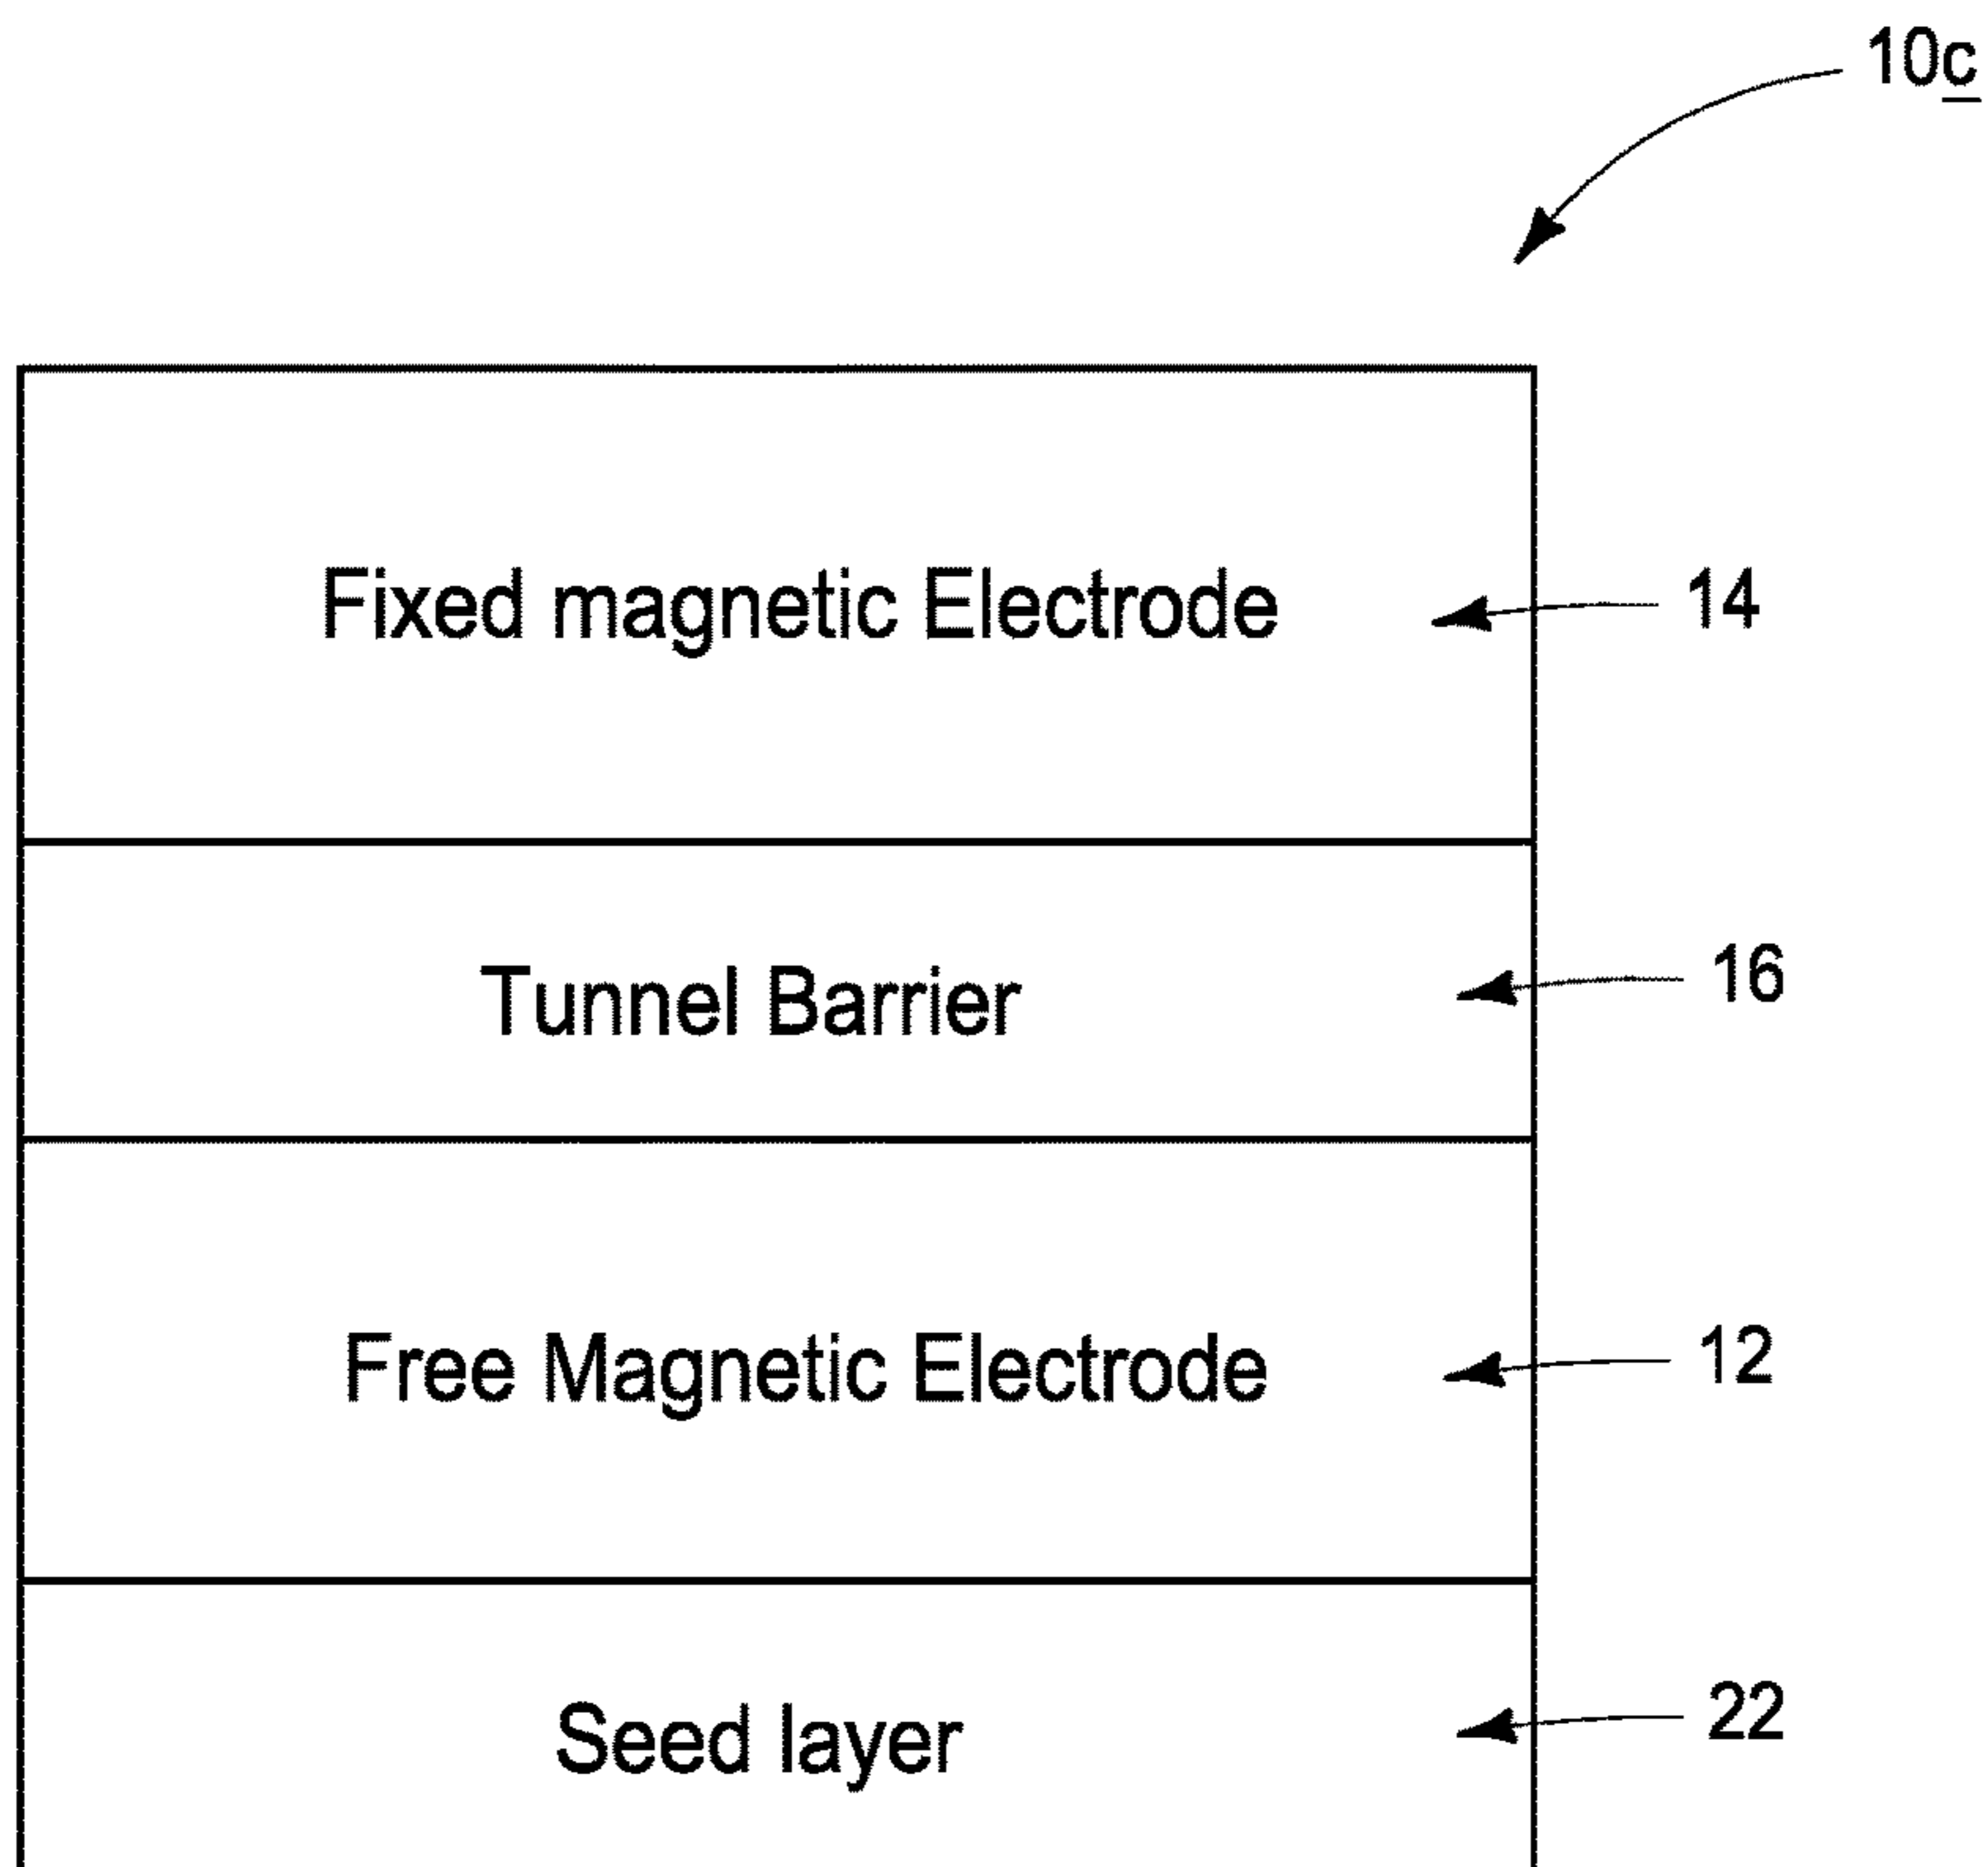 10c
Fixed magnetic Electrode 14
Tunnel Barrier 16
Free Magnetic Electrode 12
Seed layer 22